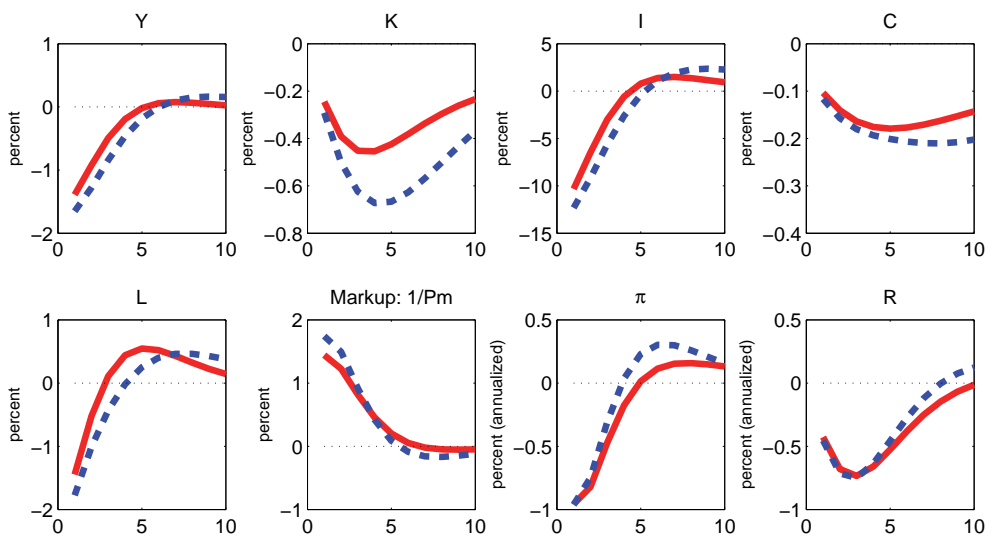 Y K I C
1 0 5 0
percent 0 percent −0.2 percent 0 percent −0.1
−0.4 −5 −0.2
−1 −0.6 −10 −0.3
−2 −0.8 −15 −0.4
0 5 10 0 5 10 0 5 10 0 5 10
L Markup: 1/Pm π R
1 2 0.5 0.5
percent 0 percent 1 percent (annualized) 0 percent (annualized) 0
−1 0 −0.5 −0.5
−2 −1 −1 −1
0 5 10 0 5 10 0 5 10 0 5 10